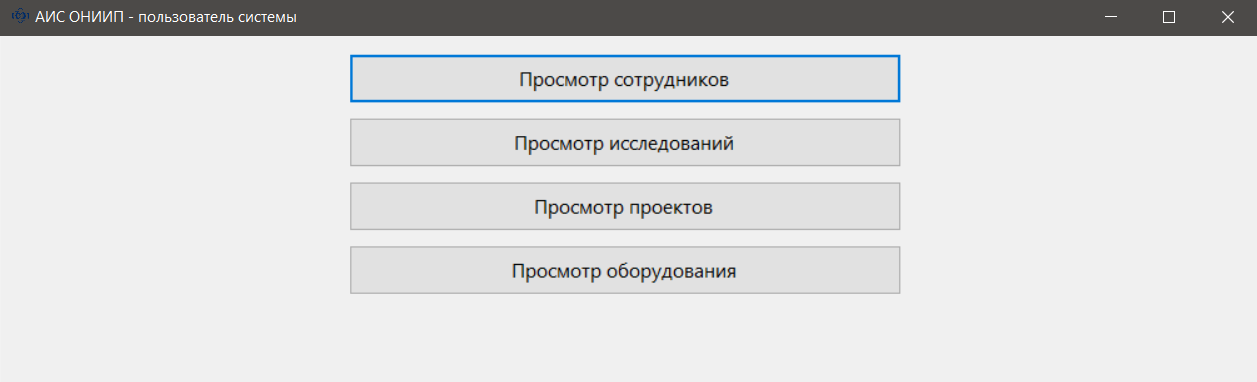 АИС ОНИИП - пользователь системы
Просмотр сотрудников
Просмотр исследований
Просмотр проектов
Просмотр оборудования